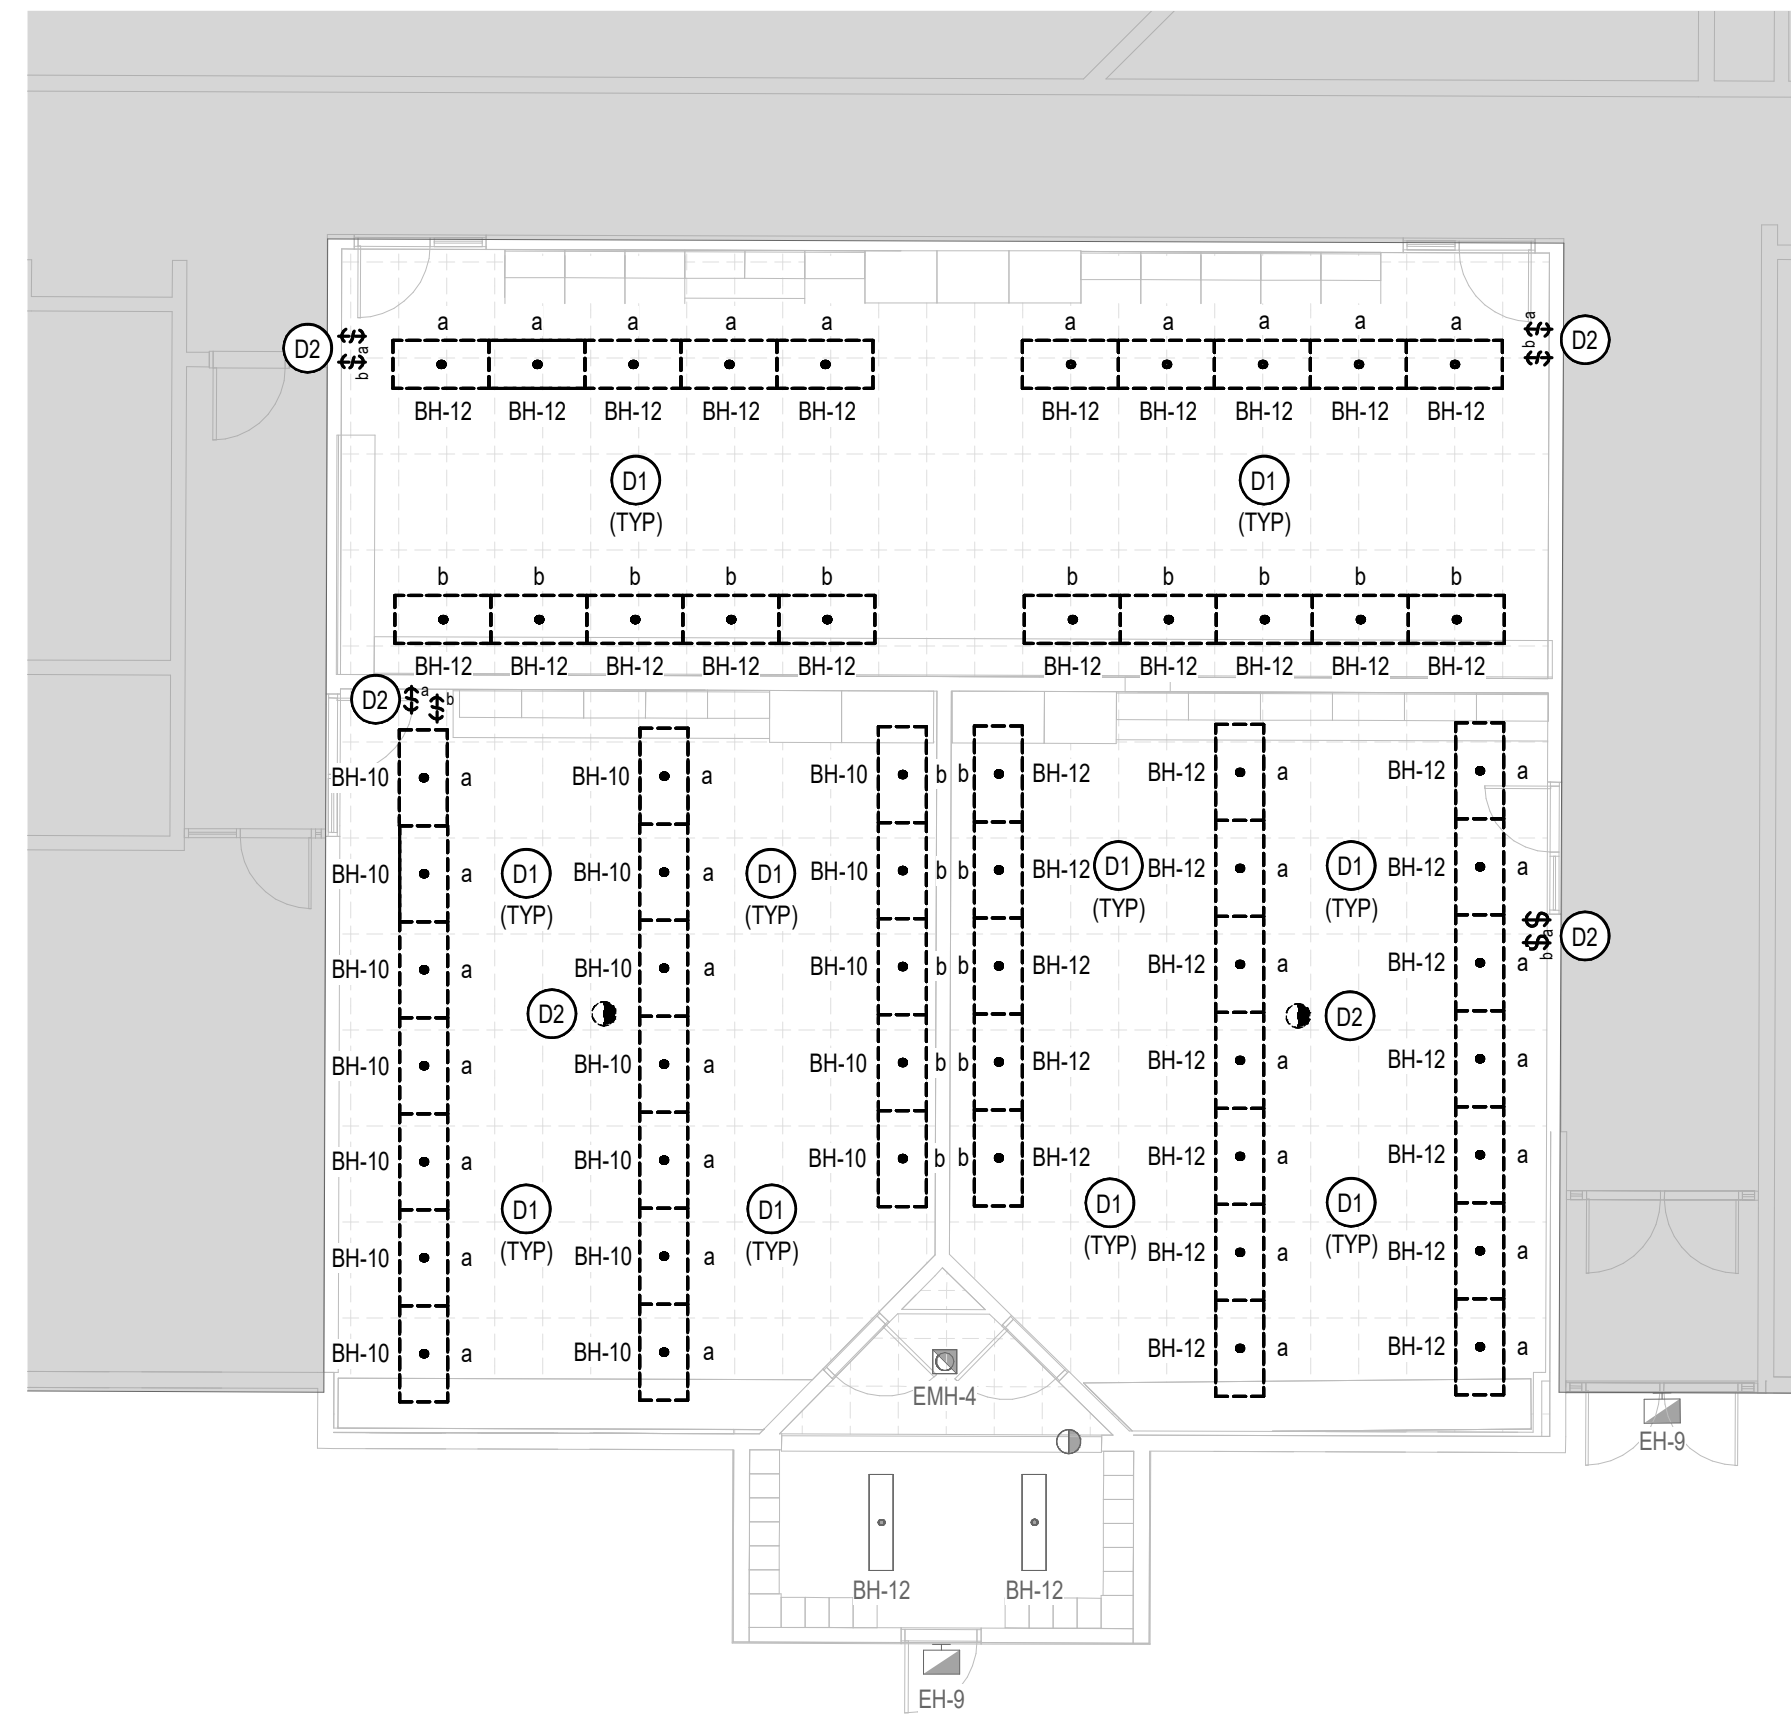 a a a a a a a a a a
D2 a b
a b D2
BH-12 BH-12 BH-12 BH-12 BH-12 BH-12 BH-12 BH-12 BH-12 BH-12
D1 D1
(TYP) (TYP)
b b b b b b b b b b
BH-12 BH-12 BH-12 BH-12 BH-12 BH-12 BH-12 BH-12 BH-12 BH-12
D2 a b
BH-10 a BH-10 a BH-10 b b BH-12 BH-12 a BH-12 a
BH-10 a D1 BH-10 a D1 BH-10 b b BH-12 D1 BH-12 a D1 BH-12 a
(TYP) (TYP) (TYP) (TYP)
a b D2
BH-10 a BH-10 a BH-10 b b BH-12 BH-12 a BH-12 a
D2 D2
BH-10 a BH-10 a BH-10 b b BH-12 BH-12 a BH-12 a
BH-10 a BH-10 a BH-10 b b BH-12 BH-12 a BH-12 a
D1 D1 D1 D1
(TYP) (TYP) (TYP) (TYP)
BH-10 a BH-10 a BH-12 a BH-12 a
BH-10 a BH-10 a BH-12 a BH-12 a
EMH-4
EH-9
BH-12 BH-12
EH-9